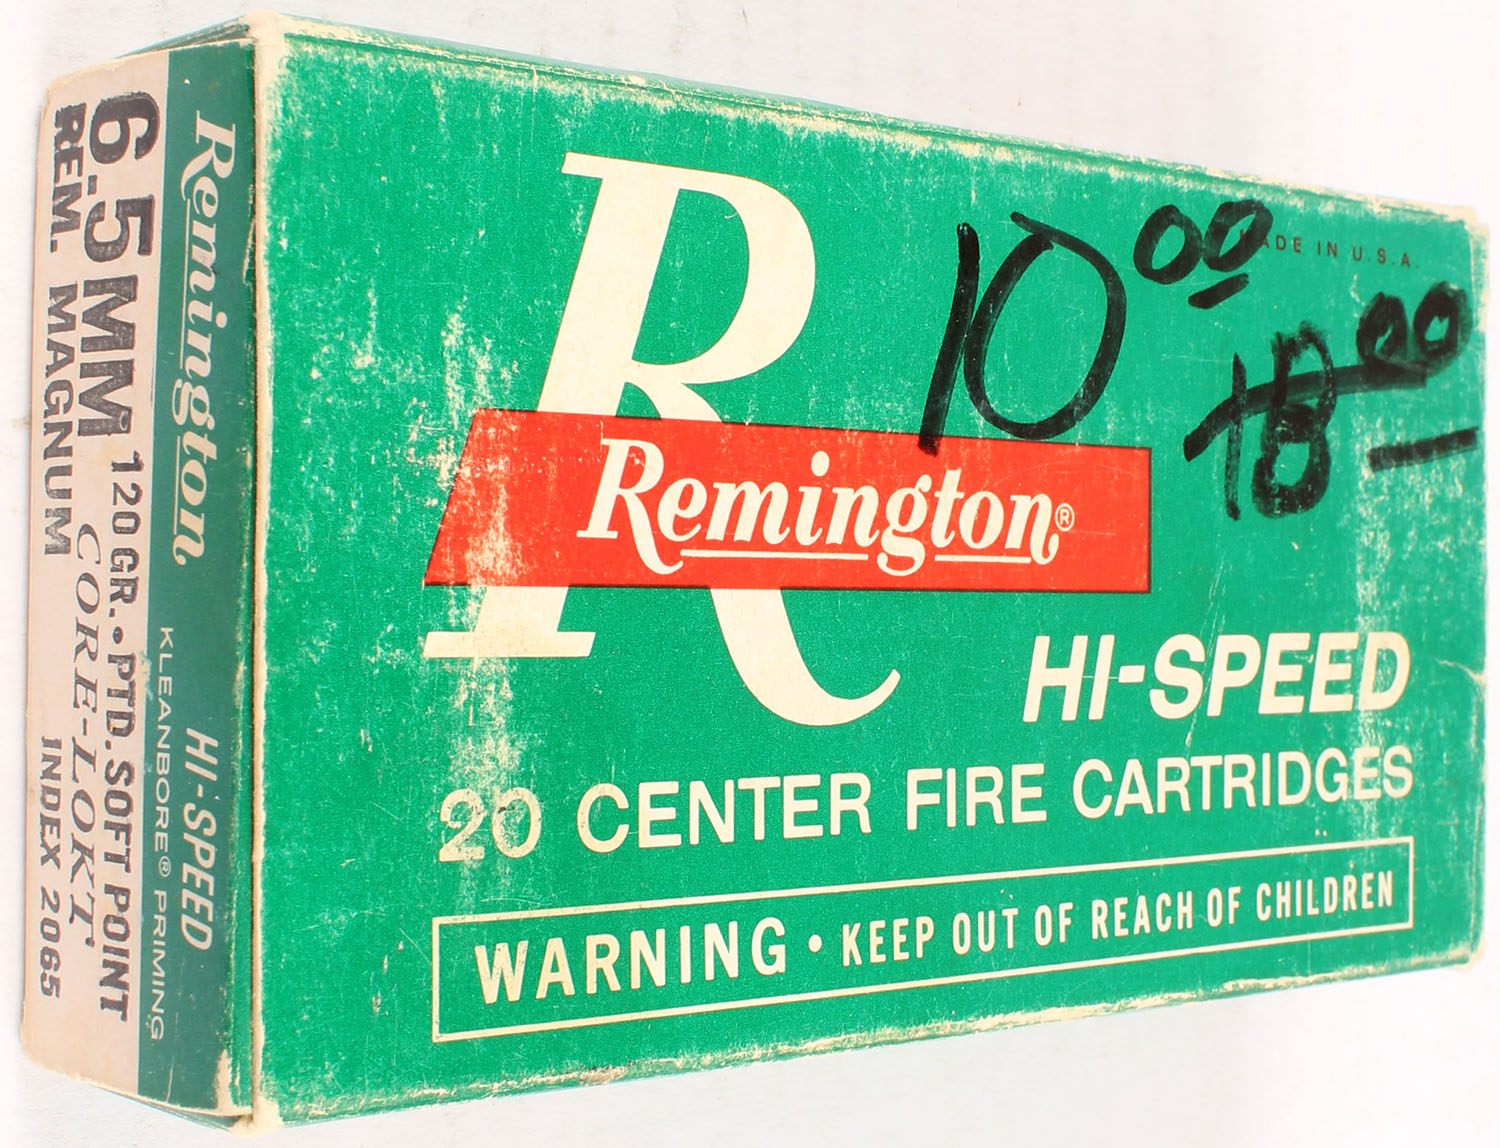 Remington.
HI-SPEED
KLEANBORE® PRIMING
6.5MM 120 GR. • PTD. SOFT POINT
REM. MAGNUM CORE-LOKT
INDEX 2065
R
MADE IN U.S.A.
10 00
18 00
Remington®
HI-SPEED
20 CENTER FIRE CARTRIDGES
WARNING • KEEP OUT OF REACH OF CHILDREN